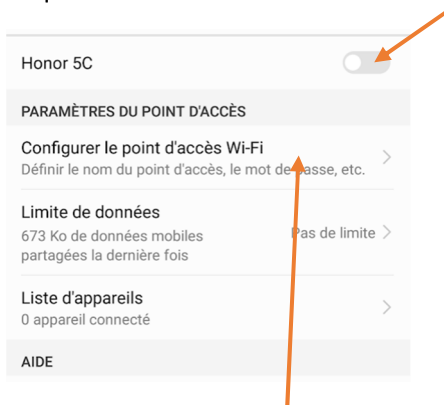 Honor 5C
PARAMÈTRES DU POINT D'ACCÈS
Configurer le point d'accès Wi-Fi
Définir le nom du point d'accès, le mot de passe, etc.
Limite de données
673 Ko de données mobiles
partagées la dernière fois
Pas de limite
Liste d'appareils
0 appareil connecté
AIDE